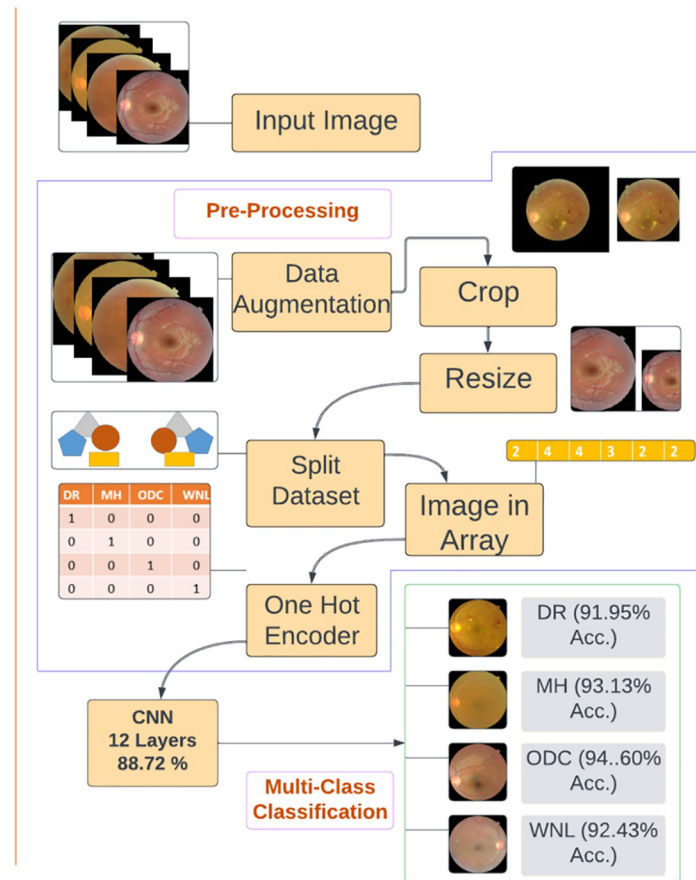 Input Image
Pre-Processing
Data
Augmentation
Crop
Resize
Split
Dataset
2 4 4 3 2 2
Image in
Array
DR MH ODC WNL
1 0 0 0
0 1 0 0
0 0 1 0
0 0 0 1
One Hot
Encoder
CNN
12 Layers
88.72 %
Multi-Class
Classification
DR (91.95%
Acc.)
MH (93.13%
Acc.)
ODC (94..60%
Acc.)
WNL (92.43%
Acc.)